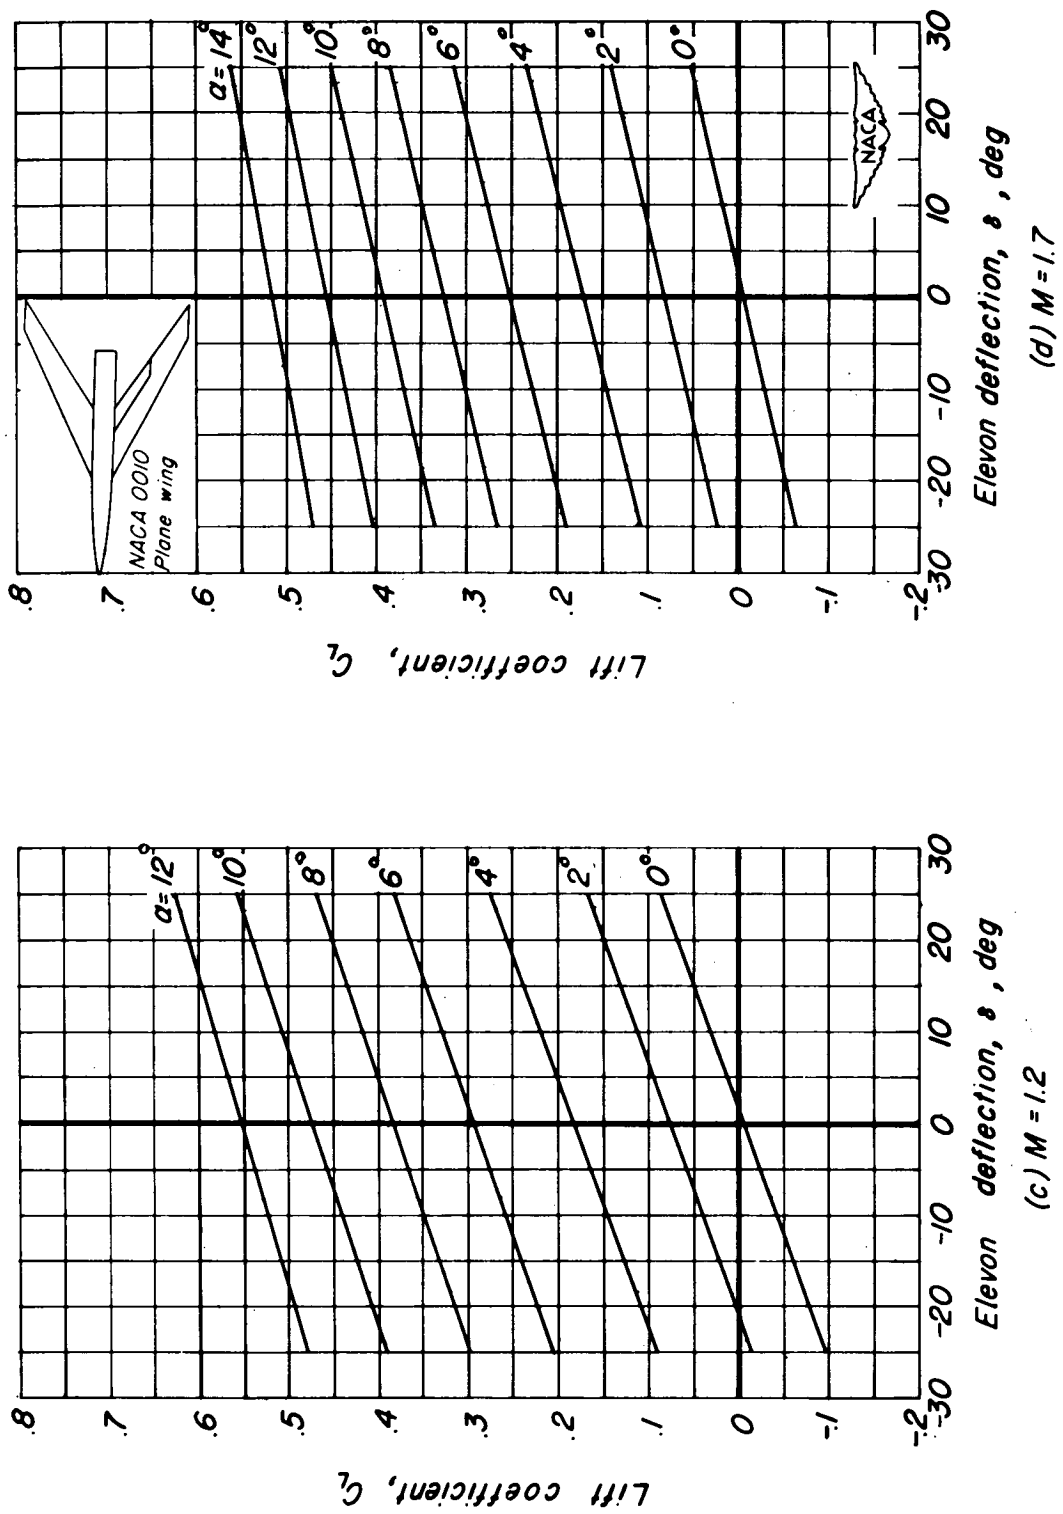 Lift coefficient, C_L
.8
.7
.6
.5
.4
.3
.2
.1
0
-.1
-.2
α= 12°
10°
8°
6°
4°
2°
0°
-30 -20 -10 0 10 20 30
Elevon deflection, δ, deg
(c) M = 1.2
Lift coefficient, C_L
.8
.7
.6
.5
.4
.3
.2
.1
0
-.1
-.2
NACA 0010
Plane wing
α= 14°
12°
10°
8°
6°
4°
2°
0°
NACA
-30 -20 -10 0 10 20 30
Elevon deflection, δ, deg
(d) M = 1.7